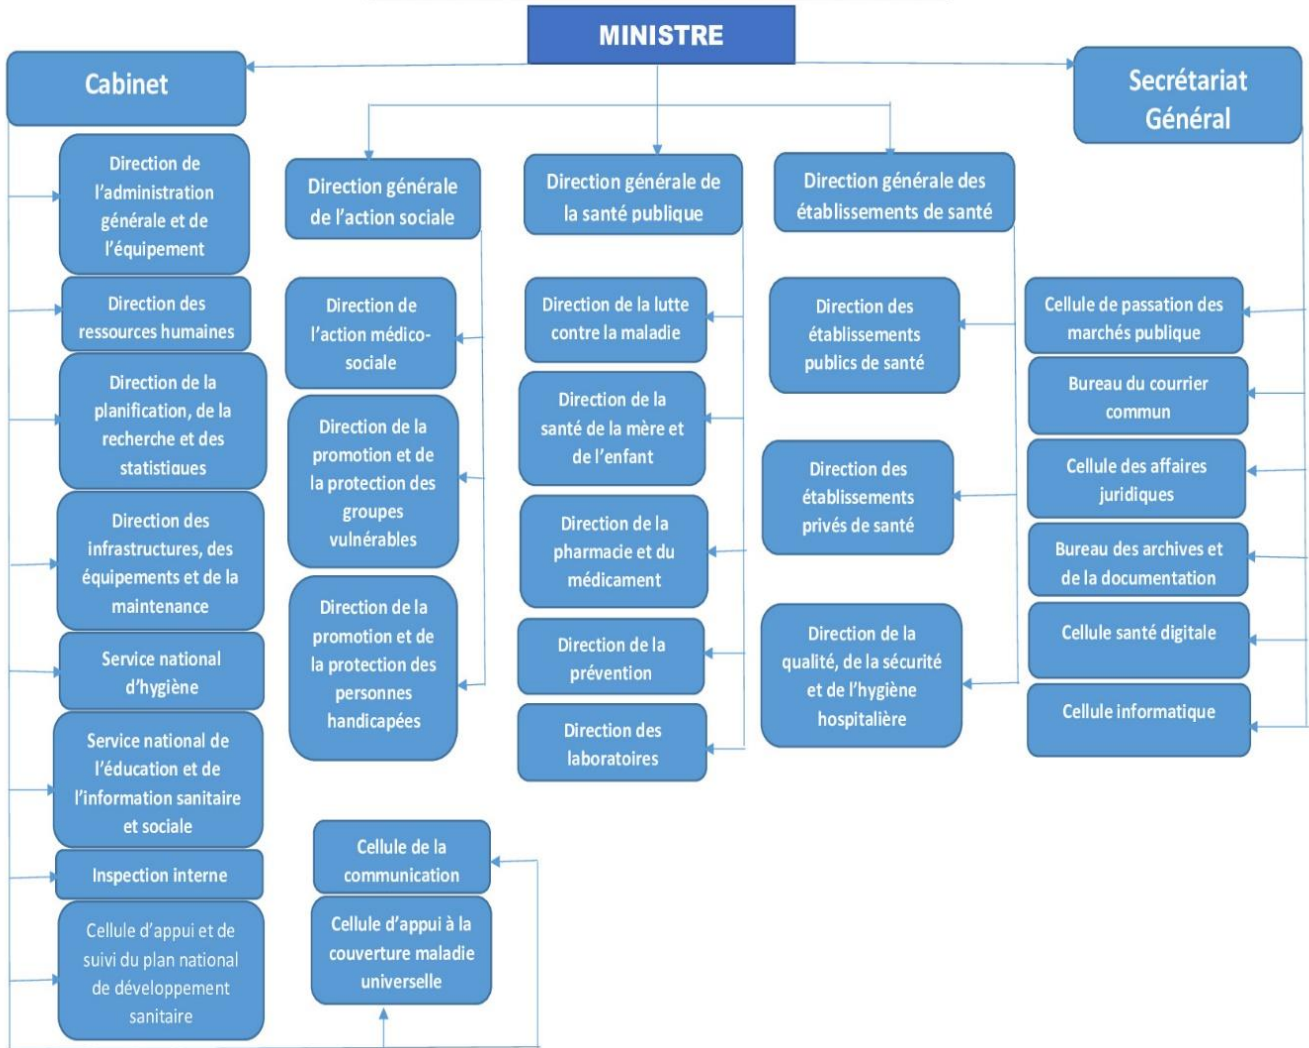 MINISTRE
Cabinet
Secrétariat
Général
Direction de
l'administration
générale et de
l'équipement
Direction des
ressources humaines
Direction de la
planification, de la
recherche et des
statistiques
Direction des
infrastructures, des
équipements et de la
maintenance
Service national
d'hygiène
Service national de
l'éducation et de
l'information sanitaire
et sociale
Inspection interne
Cellule d'appui et de
suivi du plan national
de développement
sanitaire
Direction générale
de l'action sociale
Direction de
l'action médico-
sociale
Direction de la
promotion et de
la protection des
groupes
vulnérables
Direction de la
promotion et de
la protection des
personnes
handicapées
Cellule de la
communication
Cellule d'appui à la
couverture maladie
universelle
Direction générale de
la santé publique
Direction de la lutte
contre la maladie
Direction de la
santé de la mère et
de l'enfant
Direction de la
pharmacie et du
médicament
Direction de la
prévention
Direction des
laboratoires
Direction générale des
établissements de santé
Direction des
établissements
publics de santé
Direction des
établissements
privés de santé
Direction de la
qualité, de la sécurité
et de l'hygiène
hospitalière
Cellule de passation des
marchés publique
Bureau du courrier
commun
Cellule des affaires
juridiques
Bureau des archives et
de la documentation
Cellule santé digitale
Cellule informatique